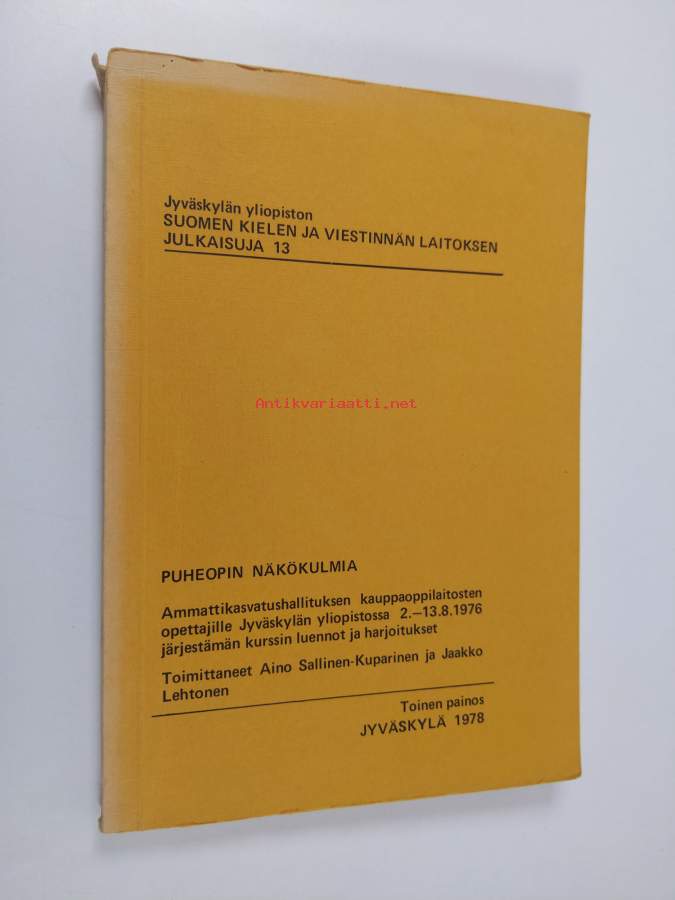 Jyväskylän yliopiston
SUOMEN KIELEN JA VIESTINNÄN LAITOKSEN
JULKAISUJA 13
Antikvariaatti.net
PUHEOPIN NÄKÖKULMIA
Ammattikasvatushallituksen kauppaoppilaitosten
opettajille Jyväskylän yliopistossa 2.–13.8.1976
järjestämän kurssin luennot ja harjoitukset
Toimittaneet Aino Sallinen-Kuparinen ja Jaakko
Lehtonen
Toinen painos
JYVÄSKYLÄ 1978